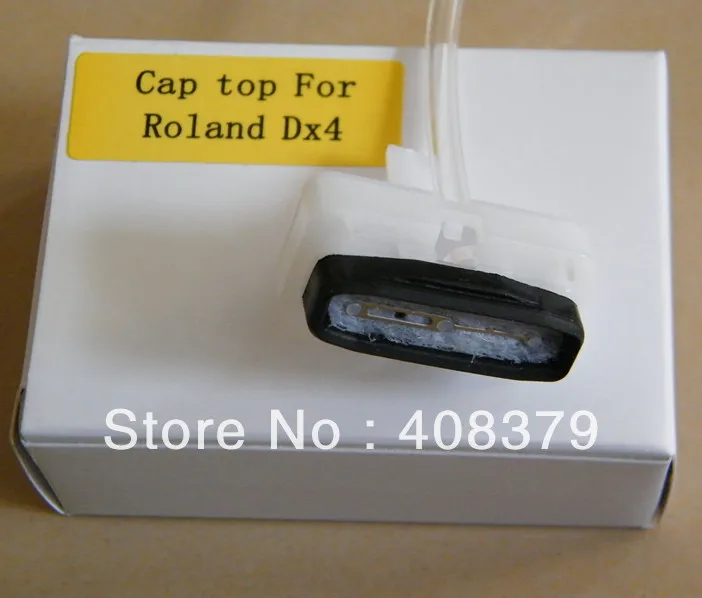 Cap top For
Roland Dx4
Store No : 408379